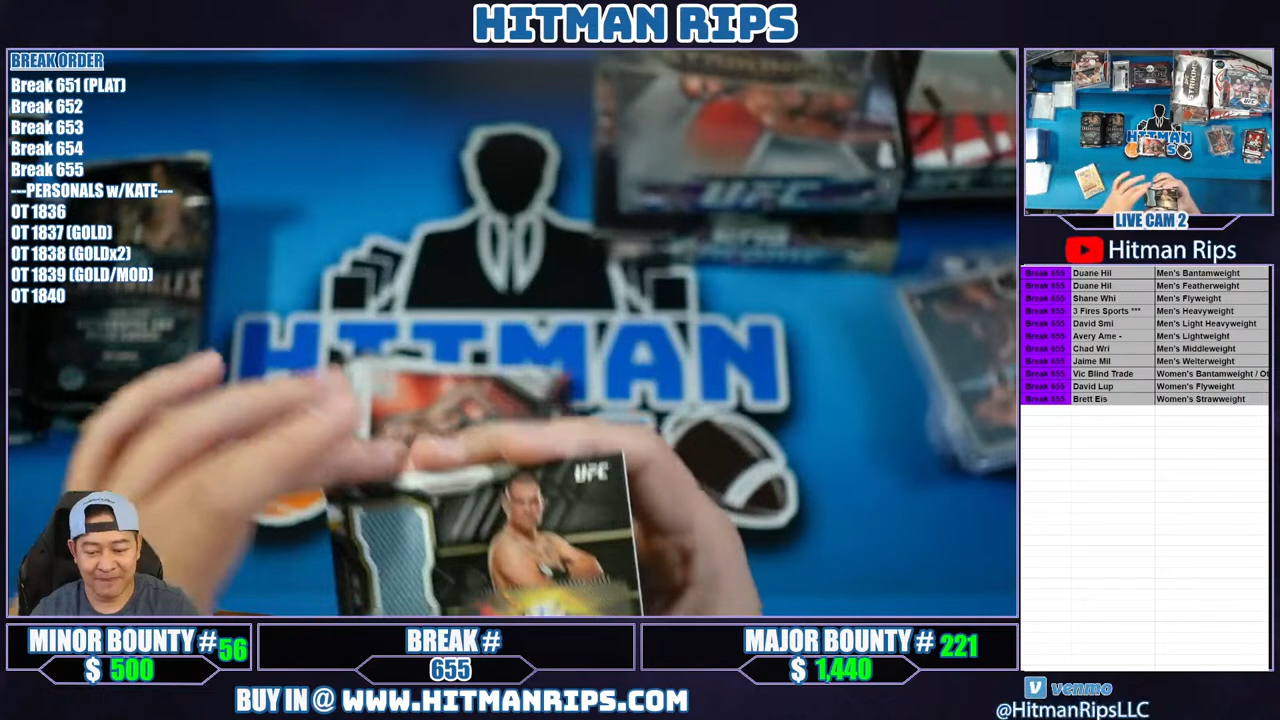 HITMAN RIPS
BREAK ORDER
Break 651 (PLAT)
Break 652
Break 653
Break 654
Break 655
---PERSONALS w/KATE---
OT 1836
OT 1837 (GOLD)
OT 1838 (GOLDx2)
OT 1839 (GOLD/MOD)
OT 1840
UFC
HITMAN
UFC
HITMAN
LIVE CAM 2
Hitman Rips
Break 655 Duane Hil Men's Bantamweight
Break 655 Duane Hil Men's Featherweight
Break 655 Shane Whi Men's Flyweight
Break 655 3 Fires Sports *** Men's Heavyweight
Break 655 David Smi Men's Light Heavyweight
Break 655 Avery Ame - Men's Lightweight
Break 655 Chad Wri Men's Middleweight
Break 655 Jaime Mil Men's Welterweight
Break 655 Vic Blind Trade Women's Bantamweight / Ot
Break 655 David Lup Women's Flyweight
Break 655 Brett Eis Women's Strawweight
MINOR BOUNTY # 56
$ 500
BREAK #
655
MAJOR BOUNTY # 221
$ 1,440
BUY IN @ WWW.HITMANRIPS.COM
venmo
@HitmanRipsLLC